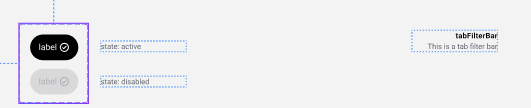 label
state: active
label
state: disabled
tabFilterBar
This is a tab filter bar